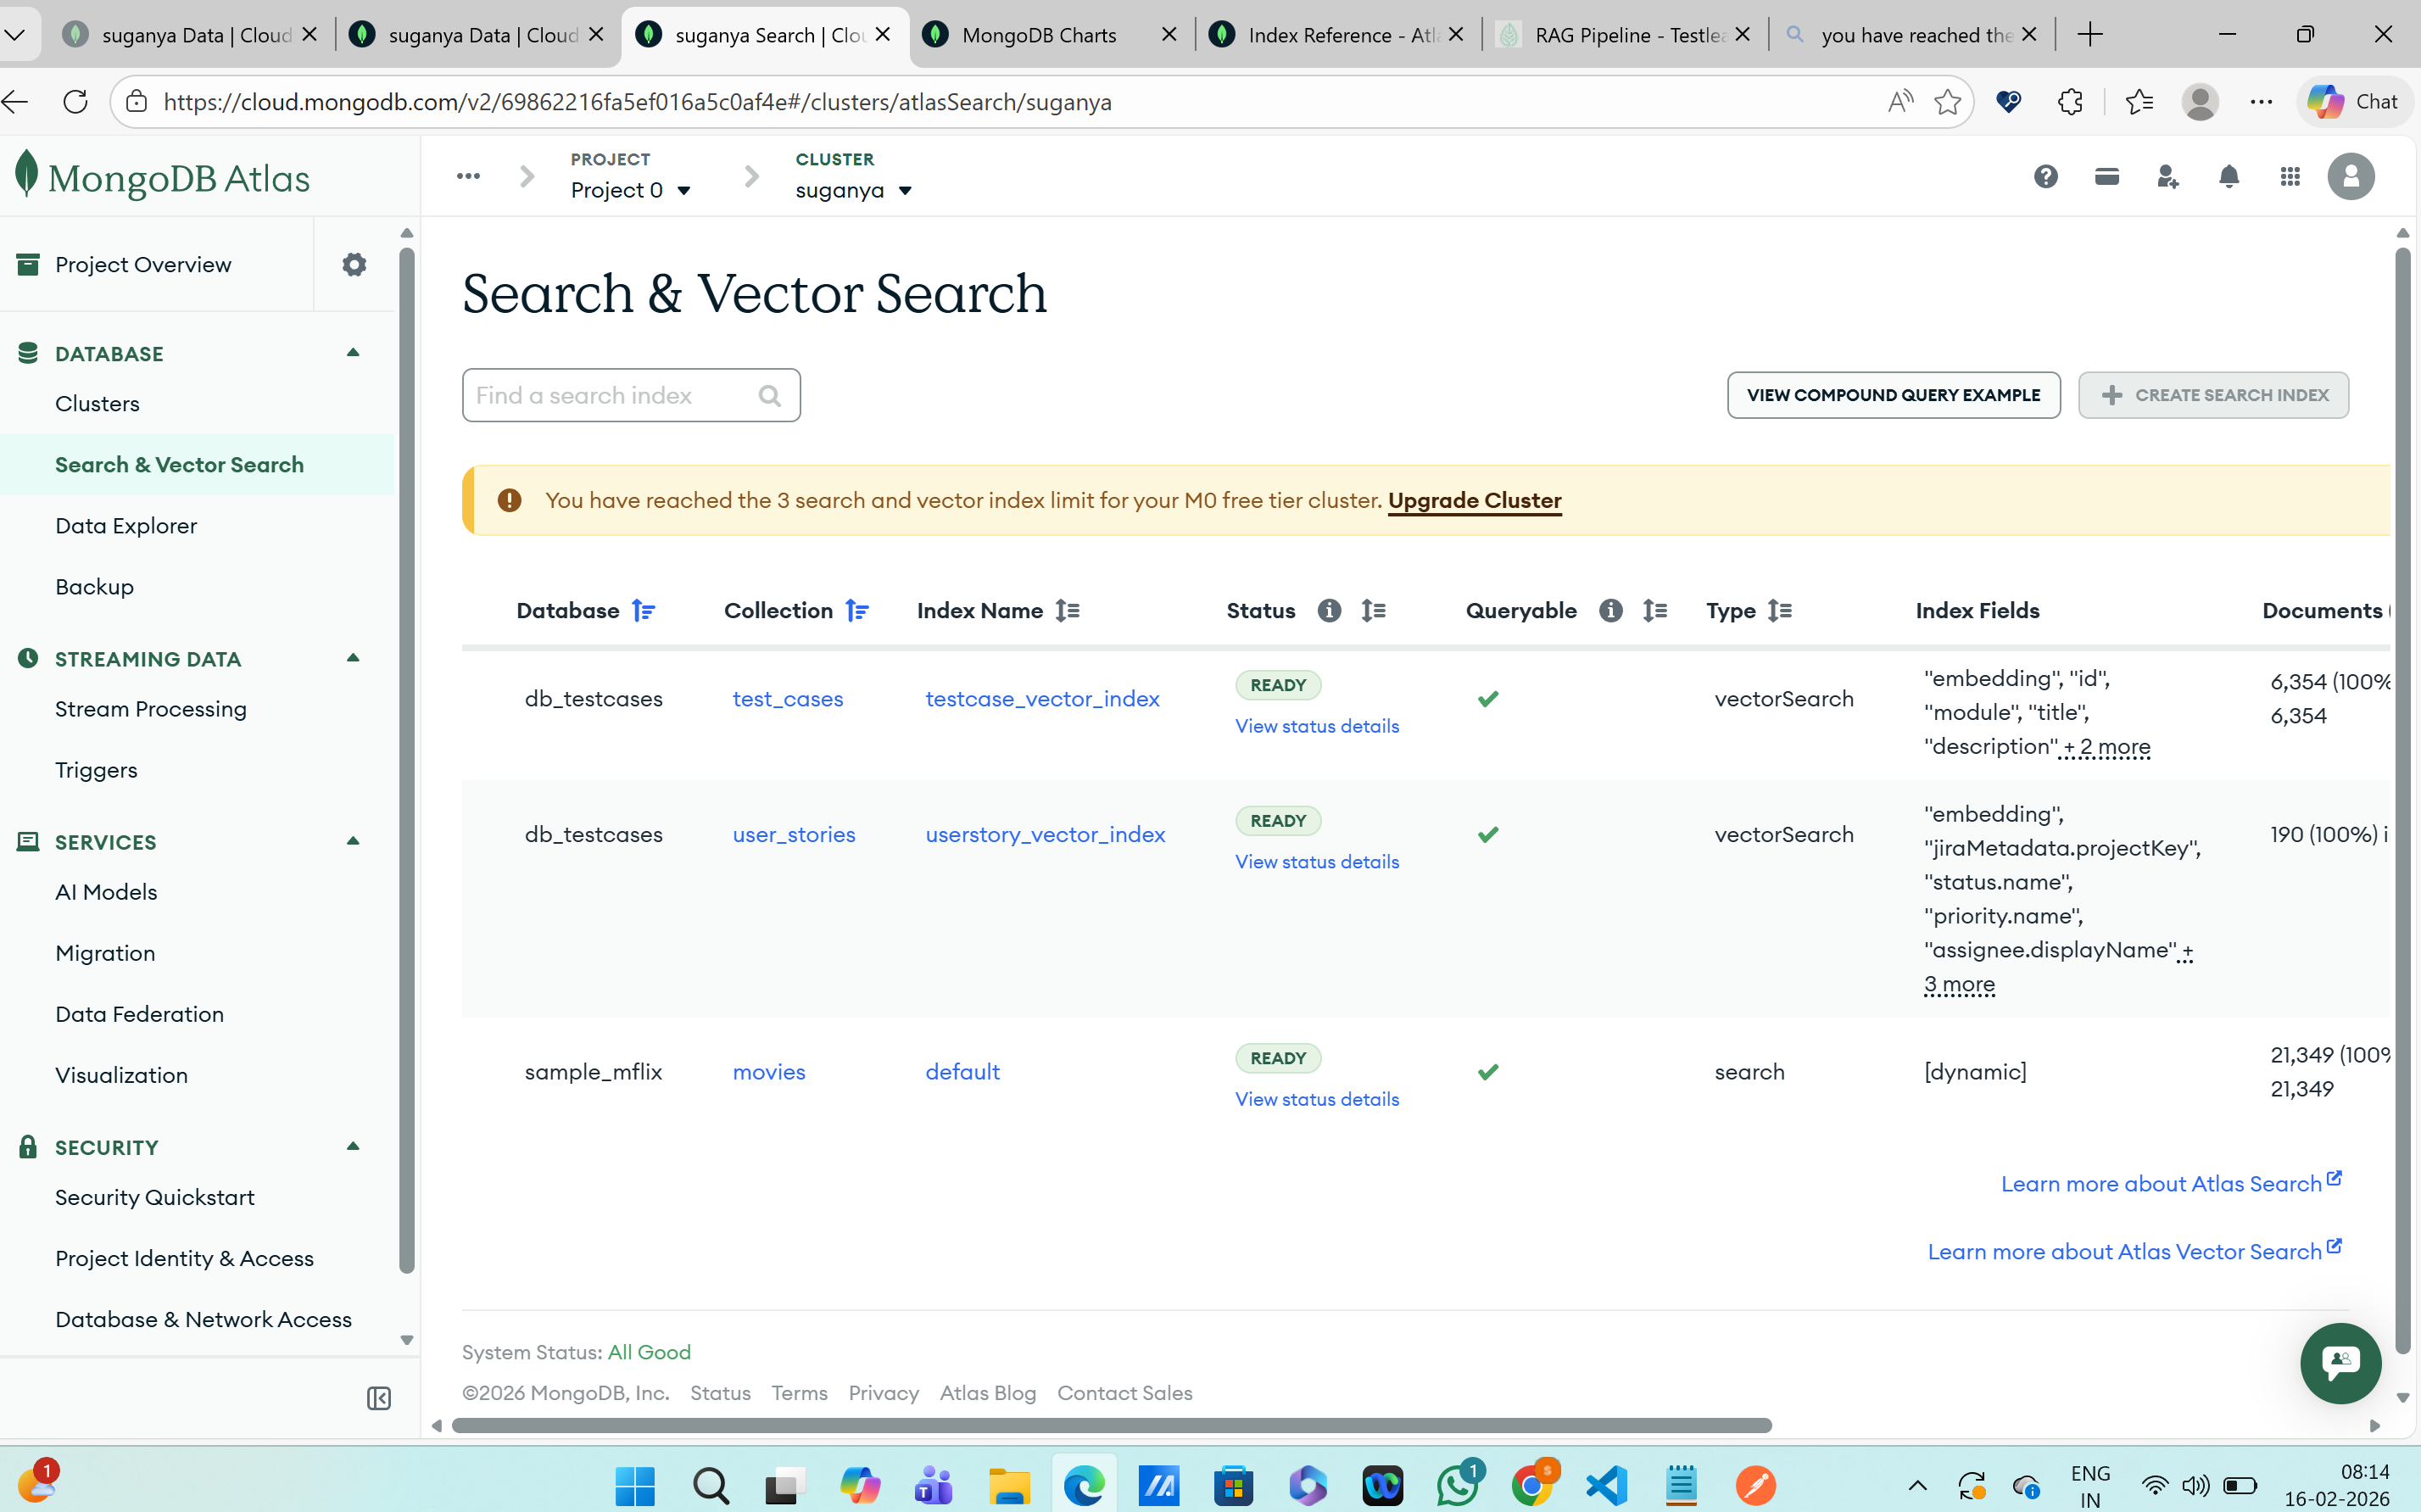 suganya Data | Cloud
suganya Data | Cloud
suganya Search | Clou
MongoDB Charts
Index Reference - Atla
RAG Pipeline - Testlea
you have reached the
https://cloud.mongodb.com/v2/69862216fa5ef016a5c0af4e#/clusters/atlasSearch/suganya
Chat
MongoDB Atlas
PROJECT
Project 0
CLUSTER
suganya
Project Overview
DATABASE
Clusters
Search & Vector Search
Data Explorer
Backup
STREAMING DATA
Stream Processing
Triggers
SERVICES
AI Models
Migration
Data Federation
Visualization
SECURITY
Security Quickstart
Project Identity & Access
Database & Network Access
Search & Vector Search
Find a search index
VIEW COMPOUND QUERY EXAMPLE
CREATE SEARCH INDEX
You have reached the 3 search and vector index limit for your M0 free tier cluster. Upgrade Cluster
Database Collection Index Name Status Queryable Type Index Fields Documents (
db_testcases test_cases testcase_vector_index READY vectorSearch
View status details
"embedding", "id",
"module", "title",
"description" + 2 more
6,354 (100%
6,354
db_testcases user_stories userstory_vector_index READY vectorSearch
View status details
"embedding",
"jiraMetadata.projectKey",
"status.name",
"priority.name",
"assignee.displayName" +
3 more
190 (100%) i
sample_mflix movies default READY search [dynamic]
View status details
21,349 (100%
21,349
Learn more about Atlas Search
Learn more about Atlas Vector Search
System Status: All Good
©2026 MongoDB, Inc. Status Terms Privacy Atlas Blog Contact Sales
1
1
S
ENG
IN
08:14
16-02-2026